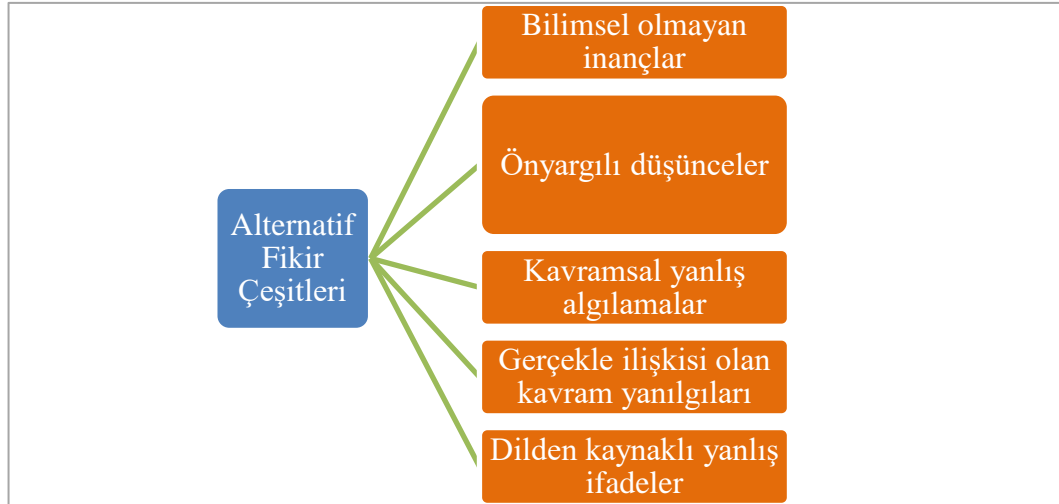 Bilimsel olmayan
inançlar
Önyargılı düşünceler
Alternatif
Fikir
Çeşitleri
Kavramsal yanlış
algılamalar
Gerçekle ilişkisi olan
kavram yanılgıları
Dilden kaynaklı yanlış
ifadeler